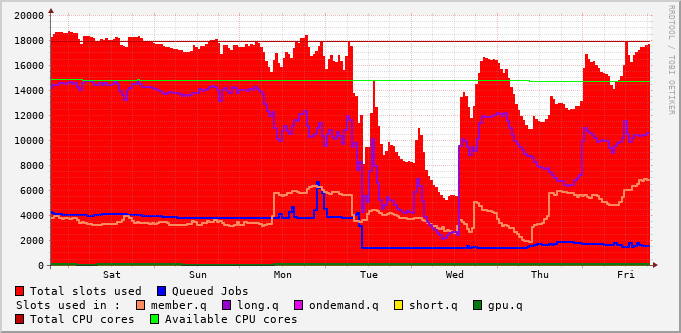 RRDTOOL / TOBI OETIKER
20000
18000
16000
14000
12000
10000
8000
6000
4000
2000
0
Sat Sun Mon Tue Wed Thu Fri
Total slots used Queued Jobs
Slots used in : member.q long.q ondemand.q short.q gpu.q
Total CPU cores Available CPU cores